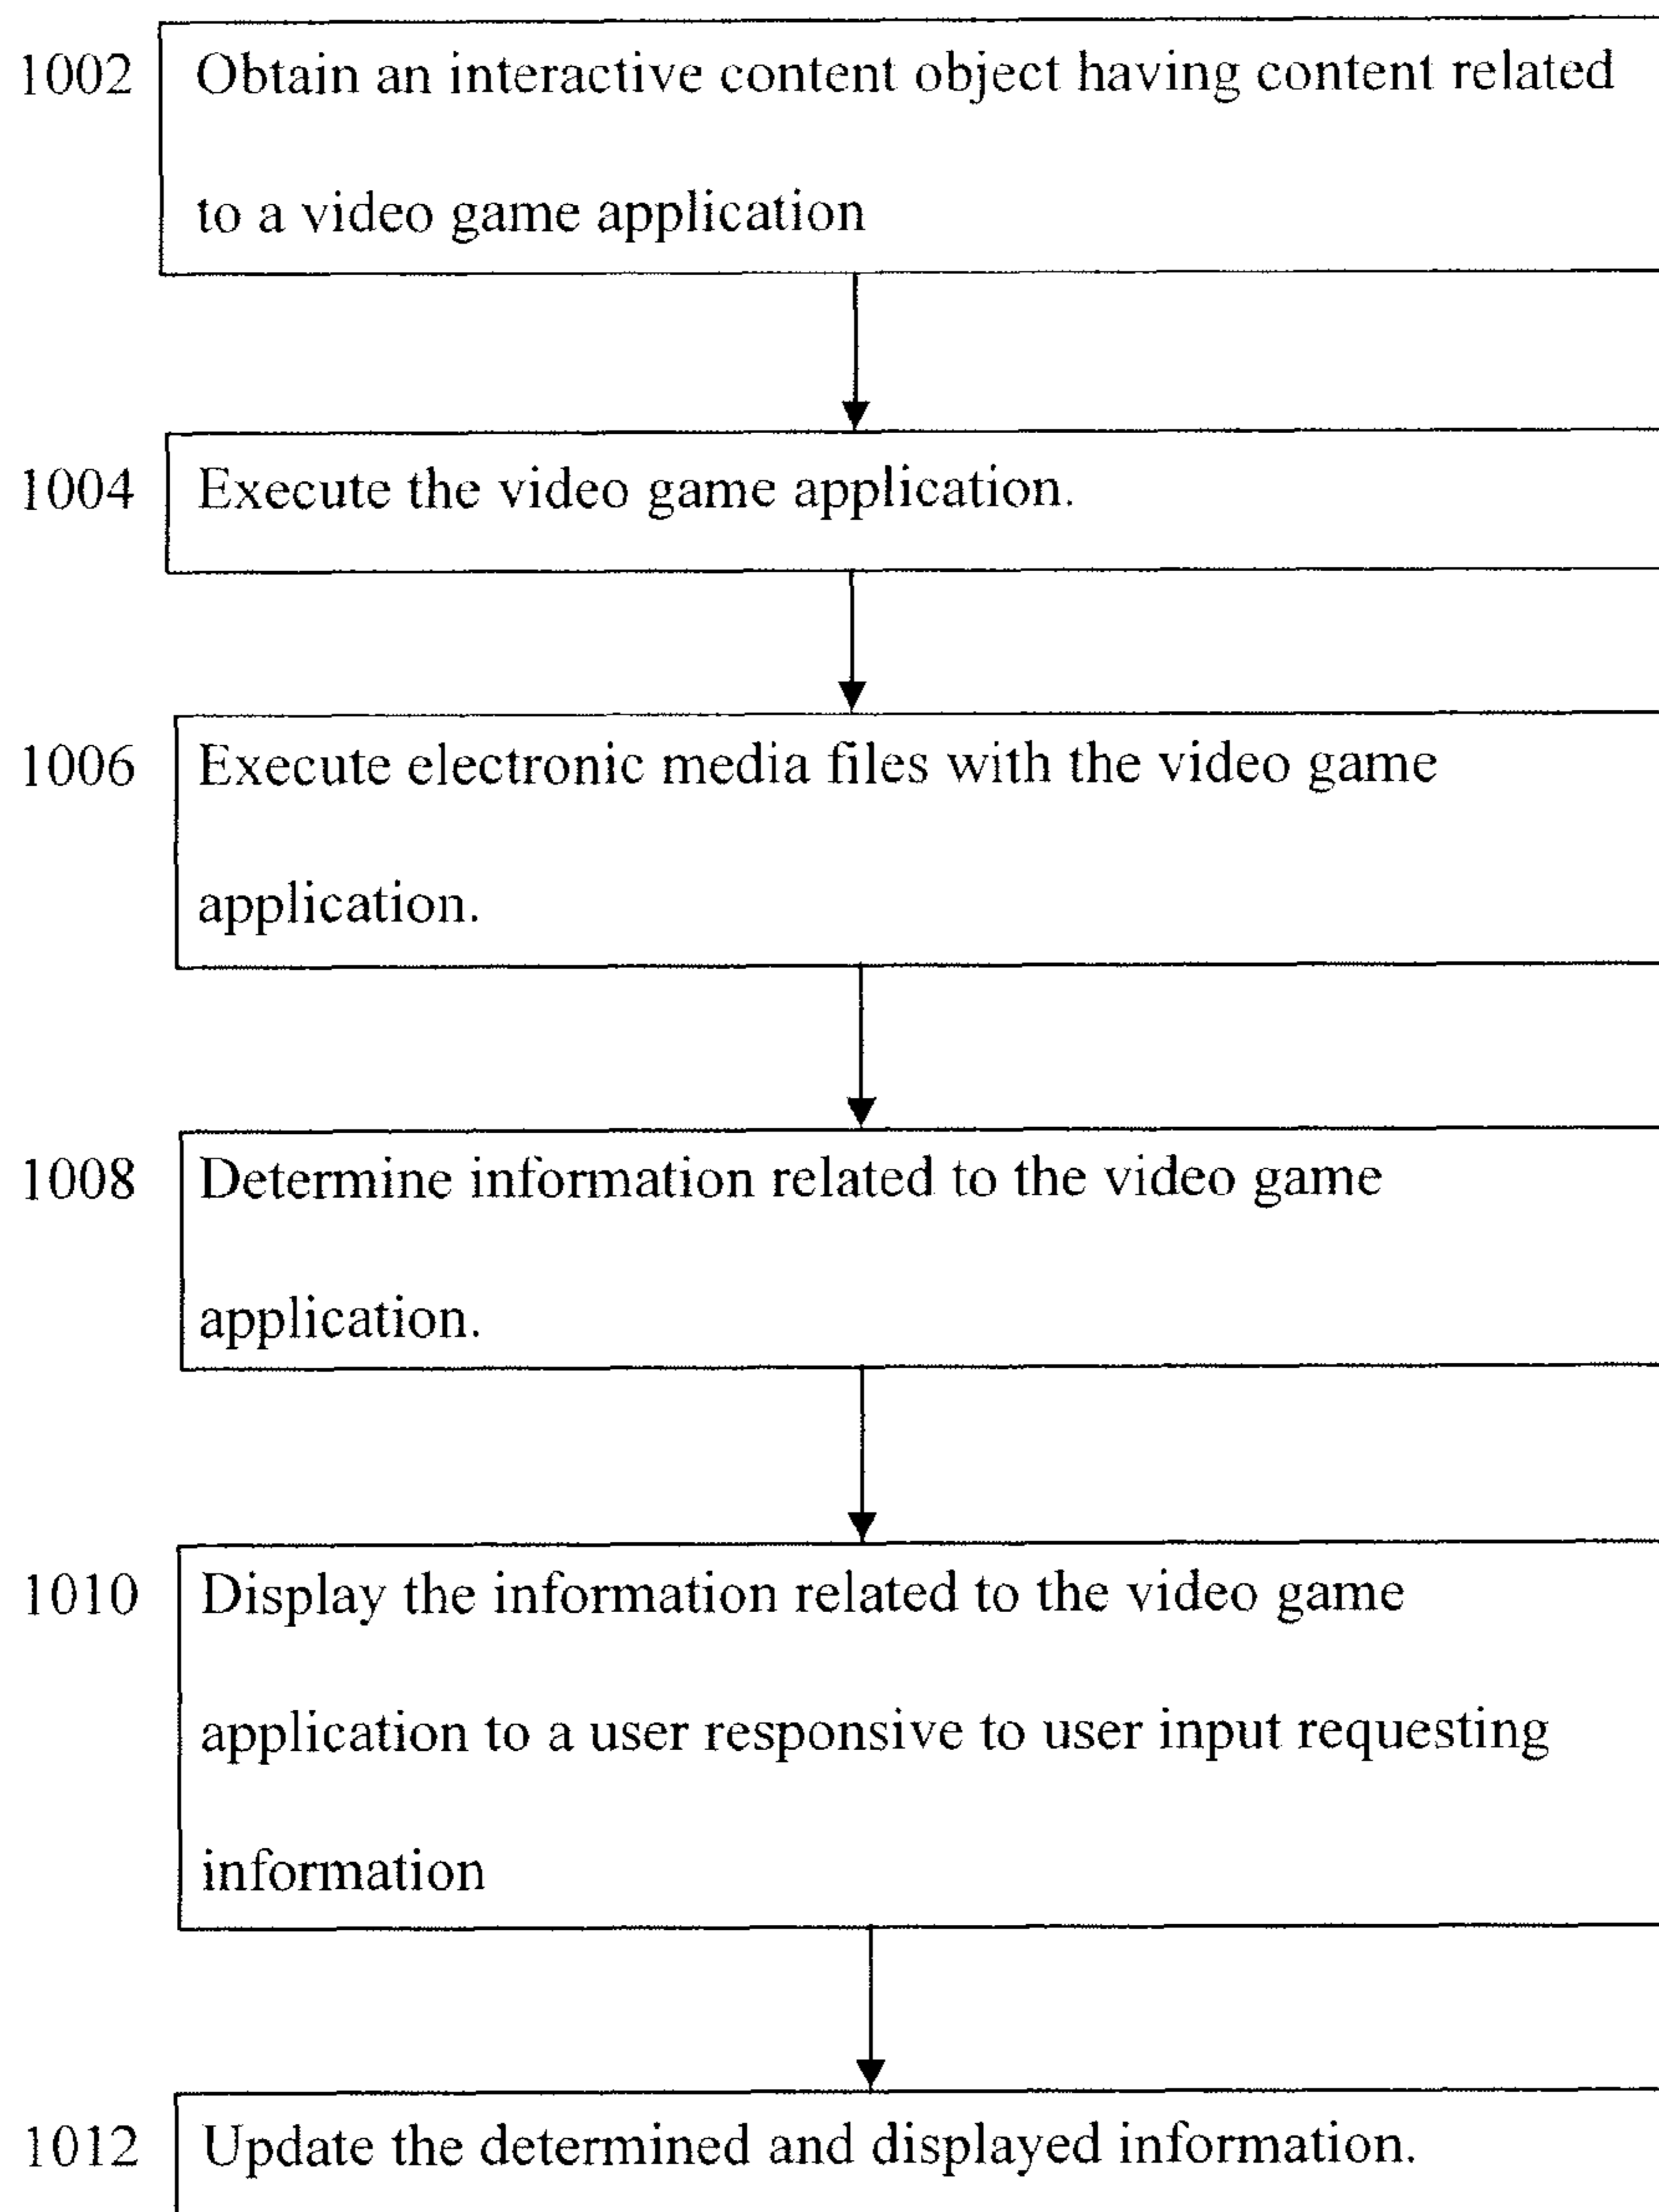 1002 Obtain an interactive content object having content related
to a video game application
1004 Execute the video game application.
1006 Execute electronic media files with the video game
application.
1008 Determine information related to the video game
application.
1010 Display the information related to the video game
application to a user responsive to user input requesting
information
1012 Update the determined and displayed information.